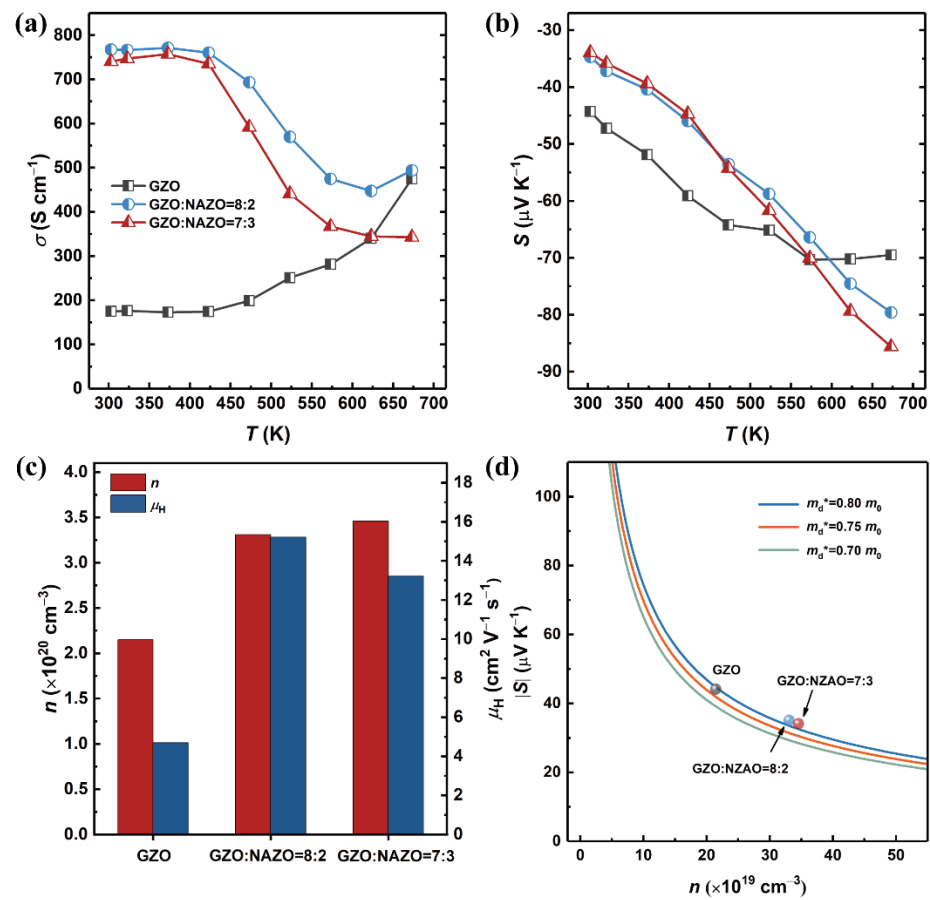 (a)
800
700
600
500
400
300
200
100
0
σ (S cm⁻¹)
GZO
GZO:NAZO=8:2
GZO:NAZO=7:3
300 350 400 450 500 550 600 650 700
T (K)
(b)
-30
-40
-50
-60
-70
-80
-90
S (μV K⁻¹)
300 350 400 450 500 550 600 650 700
T (K)
(c)
4.0
3.5
3.0
2.5
2.0
1.5
1.0
0.5
0.0
n (×10²⁰ cm⁻³)
n
μH
18
16
14
12
10
8
6
4
2
0
μH (cm² V⁻¹ s⁻¹)
GZO GZO:NAZO=8:2 GZO:NAZO=7:3
(d)
100
80
60
40
20
0
|S| (μV K⁻¹)
md*=0.80 m0
md*=0.75 m0
md*=0.70 m0
GZO
GZO:NZAO=7:3
GZO:NZAO=8:2
0 10 20 30 40 50
n (×10¹⁹ cm⁻³)